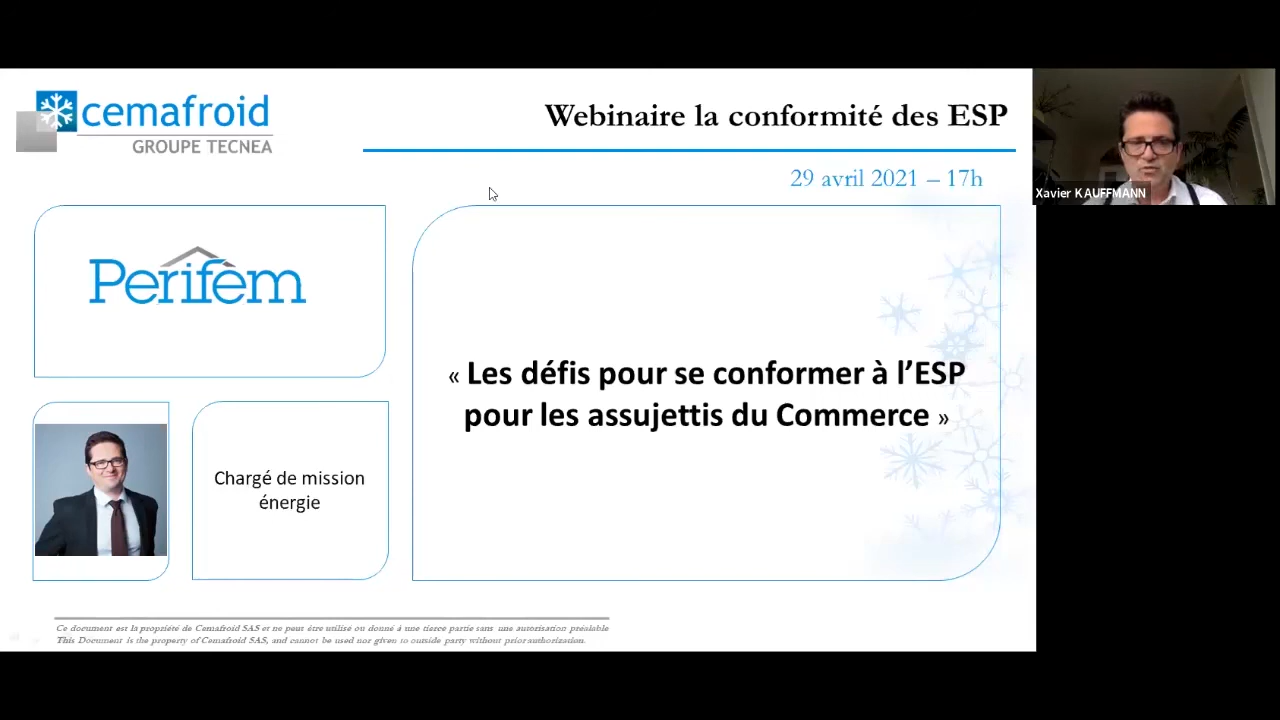 cemafroid
GROUPE TECNEA
Webinaire la conformité des ESP
29 avril 2021 – 17h
Xavier KAUFFMANN
Perifem
« Les défis pour se conformer à l’ESP
pour les assujettis du Commerce »
Chargé de mission
énergie
Ce document est la propriété de Cemafroid SAS et ne peut être utilisé ou donné à une tierce partie sans une autorisation préalable
This Document is the property of Cemafroid SAS, and cannot be used nor given to outside party without prior authorization.